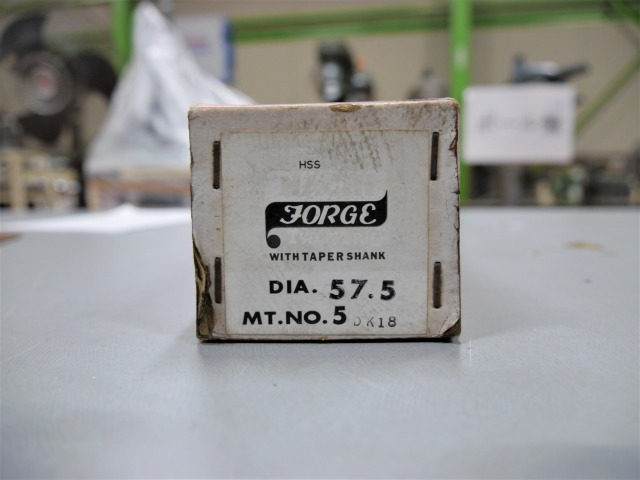 HSS
FORGE
WITH TAPER SHANK
DIA. 57.5
MT.NO. 5